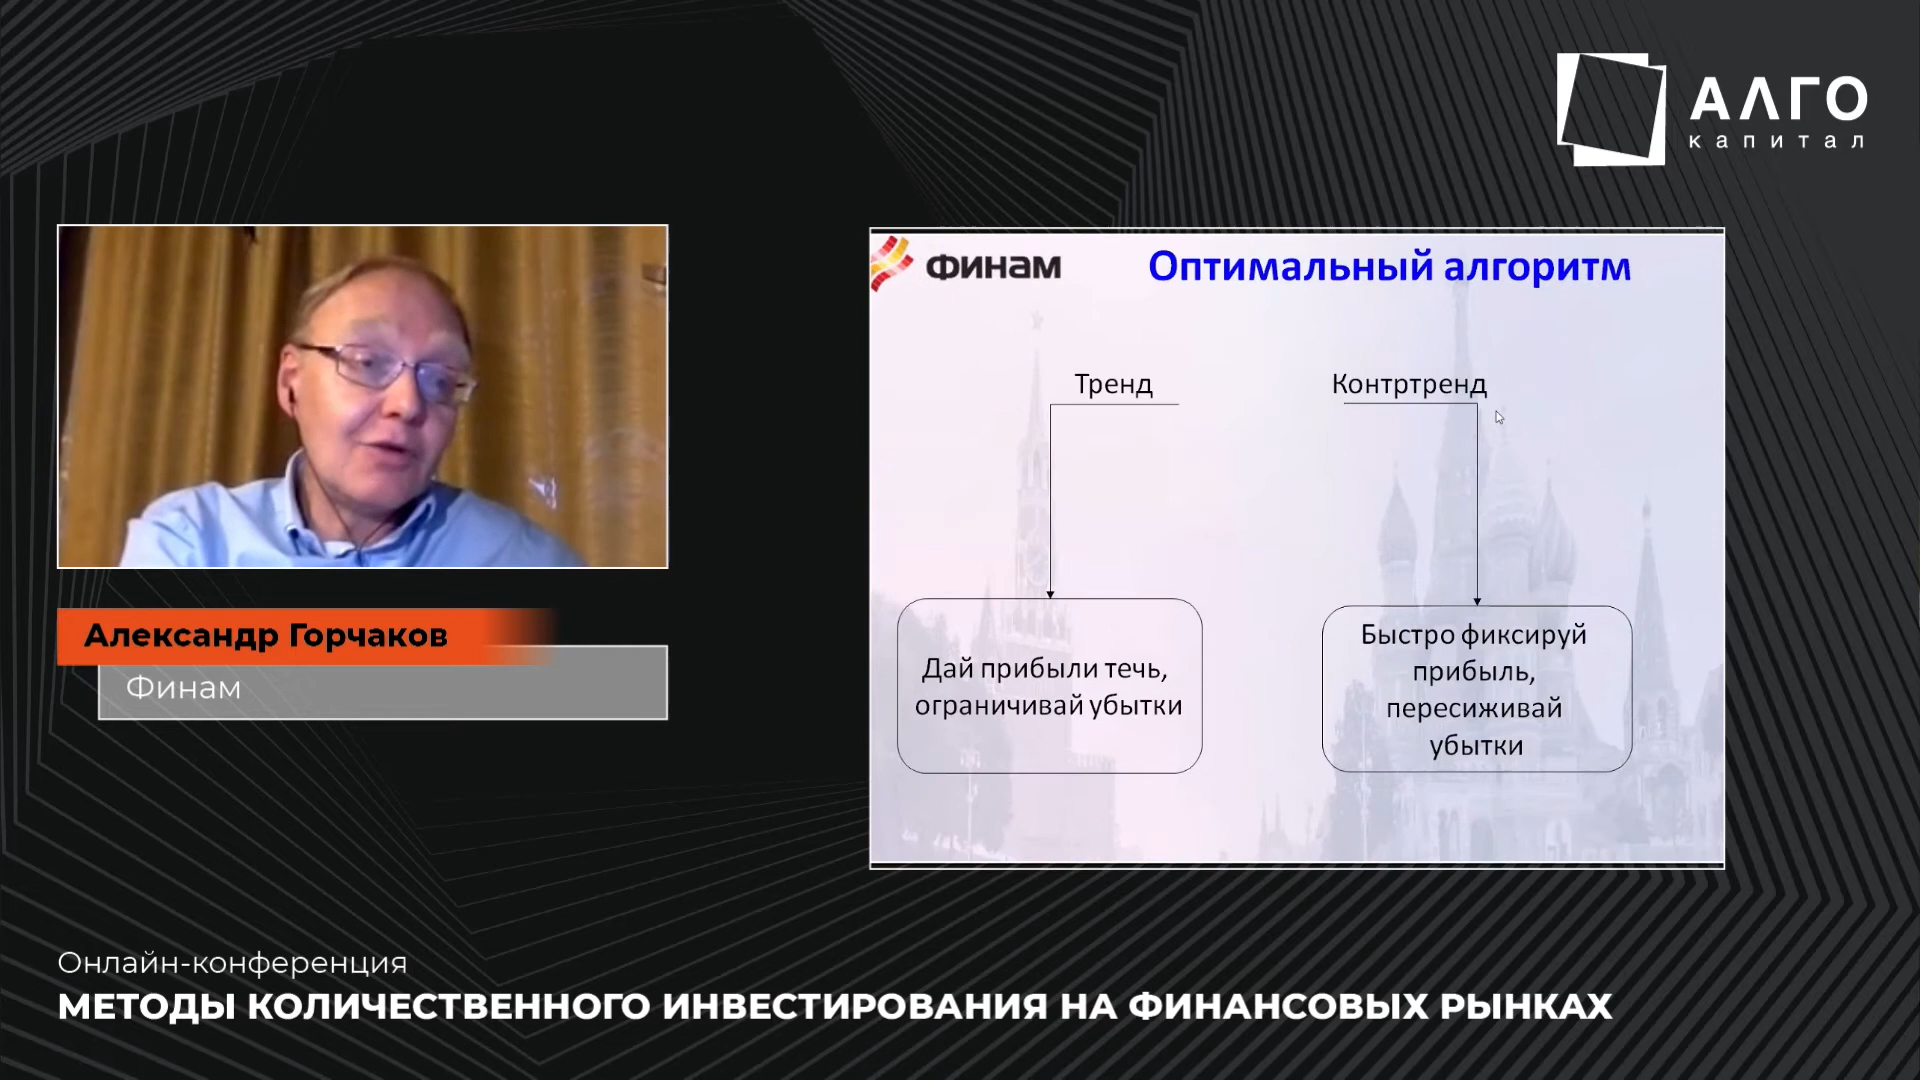 АЛГО
капитал
финам
Оптимальный алгоритм
Тренд
Контртренд
Дай прибыли течь,
ограничивай убытки
Быстро фиксируй
прибыль,
пересиживай
убытки
Александр Горчаков
Финам
Онлайн-конференция
МЕТОДЫ КОЛИЧЕСТВЕННОГО ИНВЕСТИРОВАНИЯ НА ФИНАНСОВЫХ РЫНКАХ